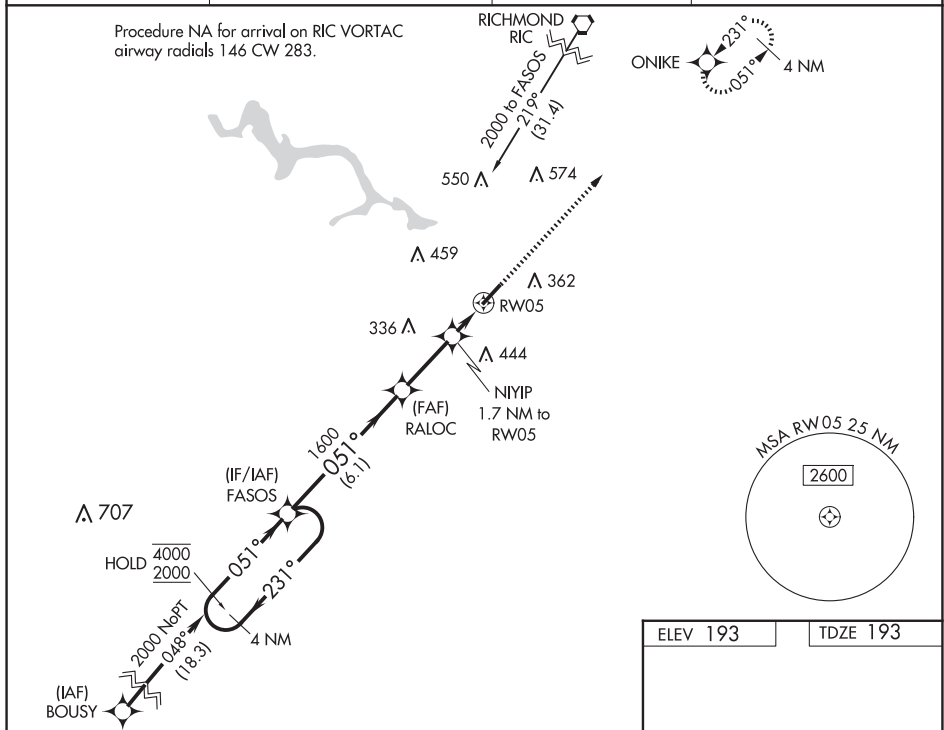 Procedure NA for arrival on RIC VORTAC
airway radials 146 CW 283.
RICHMOND
RIC
2000 to FASOS
219°
(31.4)
ONIKE
231°
051°
4 NM
550
574
459
362
RW05
336
444
NIYIP
1.7 NM to
RW05
(FAF)
RALOC
1600
051°
(6.1)
(IF/IAF)
FASOS
707
HOLD
4000
2000
051°
231°
4 NM
2000 NoPT
048°
(18.3)
(IAF)
BOUSY
MSA RW05 25 NM
2600
ELEV 193
TDZE 193